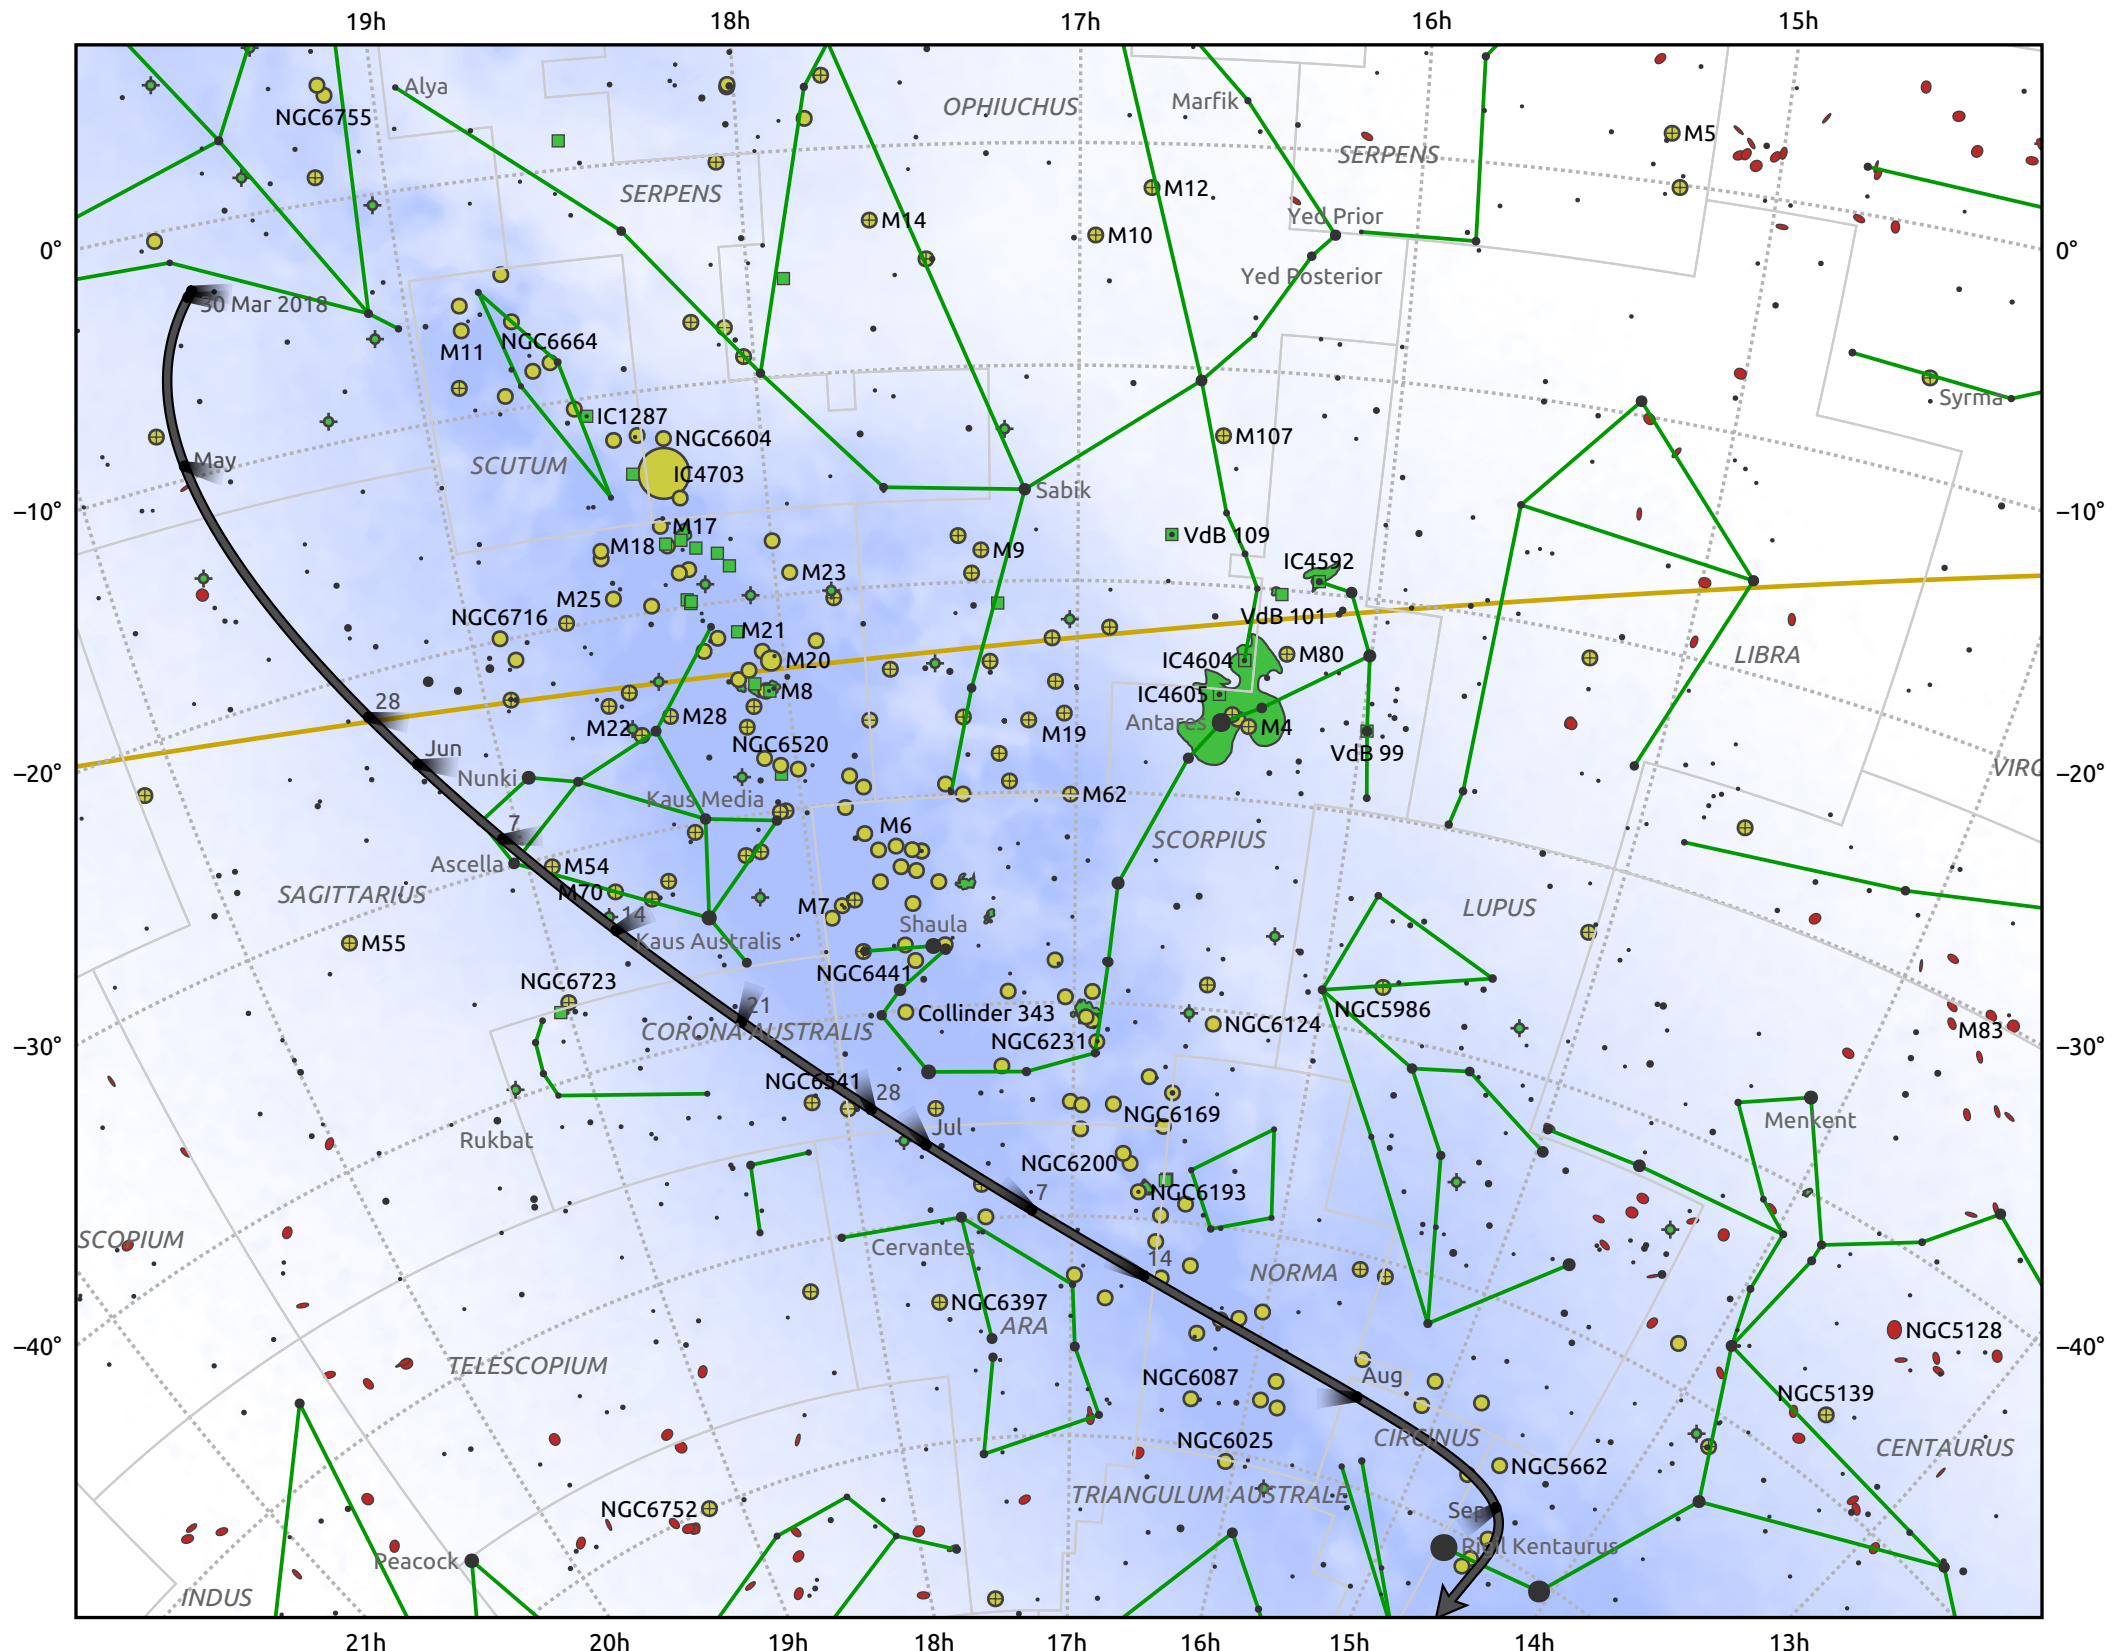 19h 18h 17h 16h 15h
Alya
NGC6755
OPHIUCHUS
Marfik
M5
SERPENS
SERPENS
M12
M14
M10
Yed Prior
0°
0°
Yed Posterior
30 Mar 2018
M11
NGC6664
Syrma
IC1287
NGC6604
M107
May
SCUTUM
IC4703
Sabik
−10°
−10°
M17
VdB 109
M18
M9
IC4592
M23
M25
NGC6716
VdB 101
M21
M20
IC4604
M80
LIBRA
M8
IC4605
28
M22
M28
Antares
M4
M19
Jun
NGC6520
VdB 99
−20°
Nunki
VIRG
−20°
Kaus Media
M62
7
M6
SCORPIUS
Ascella
M54
SAGITTARIUS
M70
M7
LUPUS
14
Shaula
Kaus Australis
M55
NGC6441
NGC6723
21
Collinder 343
NGC5986
CORONA AUSTRALIS
NGC6124
M83
−30°
NGC6231
−30°
NGC6541
28
NGC6169
Menkent
Rukbat
Jul
NGC6200
7
NGC6193
SCOPIUM
Cervantes
14
NORMA
NGC6397
ARA
NGC5128
−40°
−40°
TELESCOPIUM
NGC6087
Aug
NGC5139
NGC6025
CIRCINUS
CENTAURUS
NGC5662
TRIANGULUM AUSTRALE
NGC6752
Sep
Rigil Kentaurus
Peacock
INDUS
21h 20h 19h 18h 17h 16h 15h 14h 13h